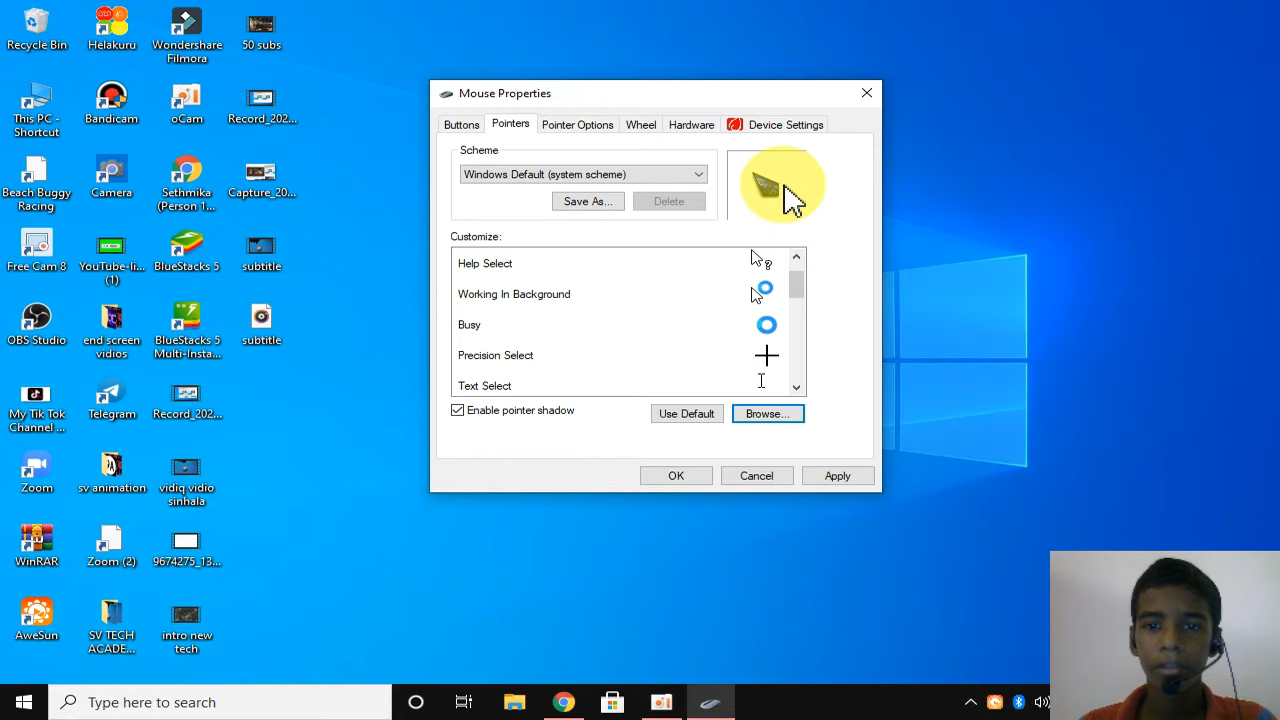 Recycle Bin
Helakuru
Wondershare
Filmora
50 subs
This PC -
Shortcut
Bandicam
oCam
Record_202...
Beach Buggy
Racing
Camera
Sethmika
(Person 1...
Capture_20...
Free Cam 8
YouTube-li...
(1)
BlueStacks 5
subtitle
OBS Studio
end screen
vidios
BlueStacks 5
Multi-Insta...
subtitle
My Tik Tok
Channel ...
Telegram
Record_202...
Zoom
sv animation
vidiq vidio
sinhala
WinRAR
Zoom (2)
9674275_13...
AweSun
SV TECH
ACADE...
intro new
tech
Mouse Properties
Buttons
Pointers
Pointer Options
Wheel
Hardware
Device Settings
Scheme
Windows Default (system scheme)
Save As...
Delete
Customize:
Help Select
Working In Background
Busy
Precision Select
Text Select
Enable pointer shadow
Use Default
Browse...
OK
Cancel
Apply
Type here to search